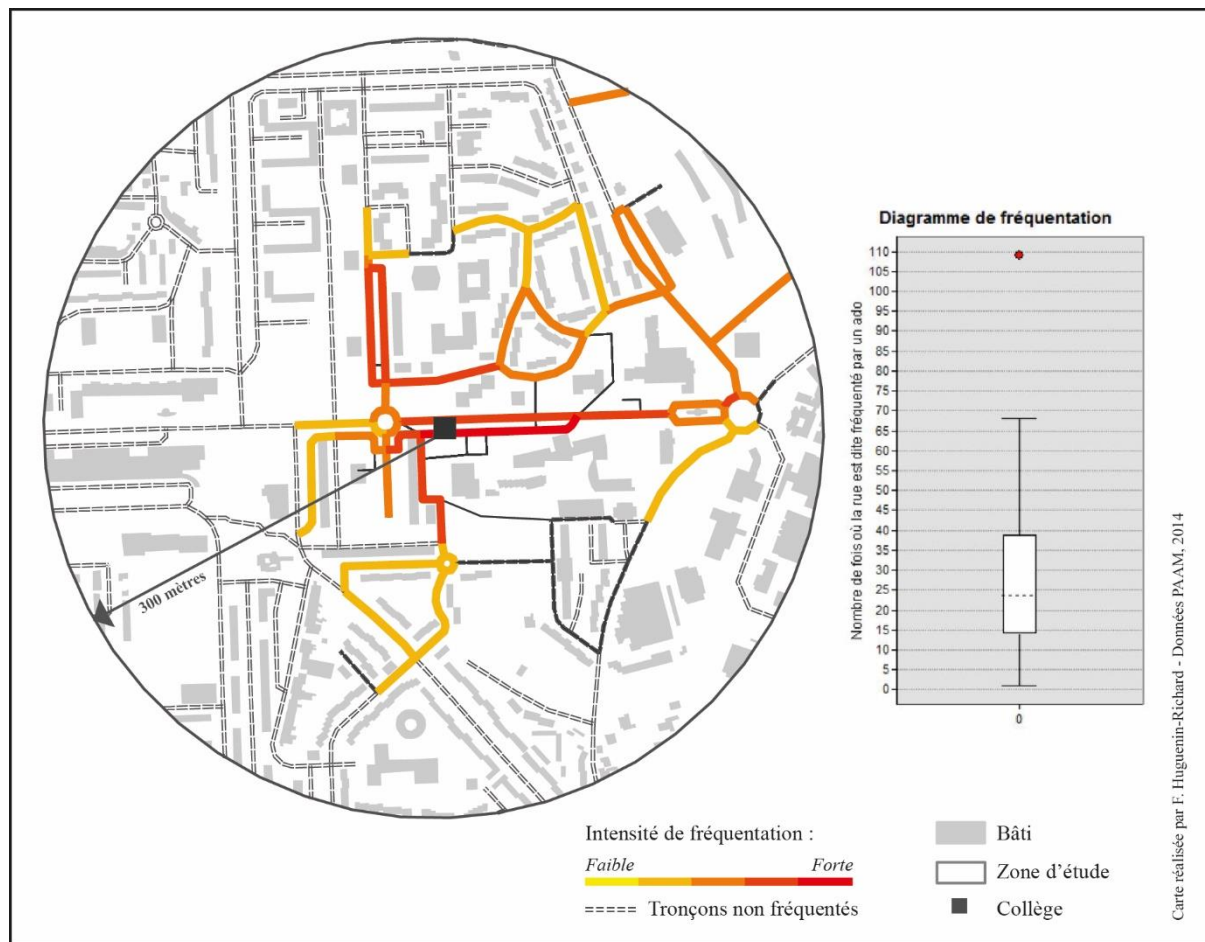 300 mètres
Diagramme de fréquentation
Nombre de fois où la rue est dite fréquenté par un ado
110
105
100
95
90
85
80
75
70
65
60
55
50
45
40
35
30
25
20
15
10
5
0
0
Intensité de fréquentation :
Faible Forte
Tronçons non fréquentés
Bâti
Zone d'étude
Collège
Carte réalisée par F. Huguenin-Richard - Données PAAM, 2014